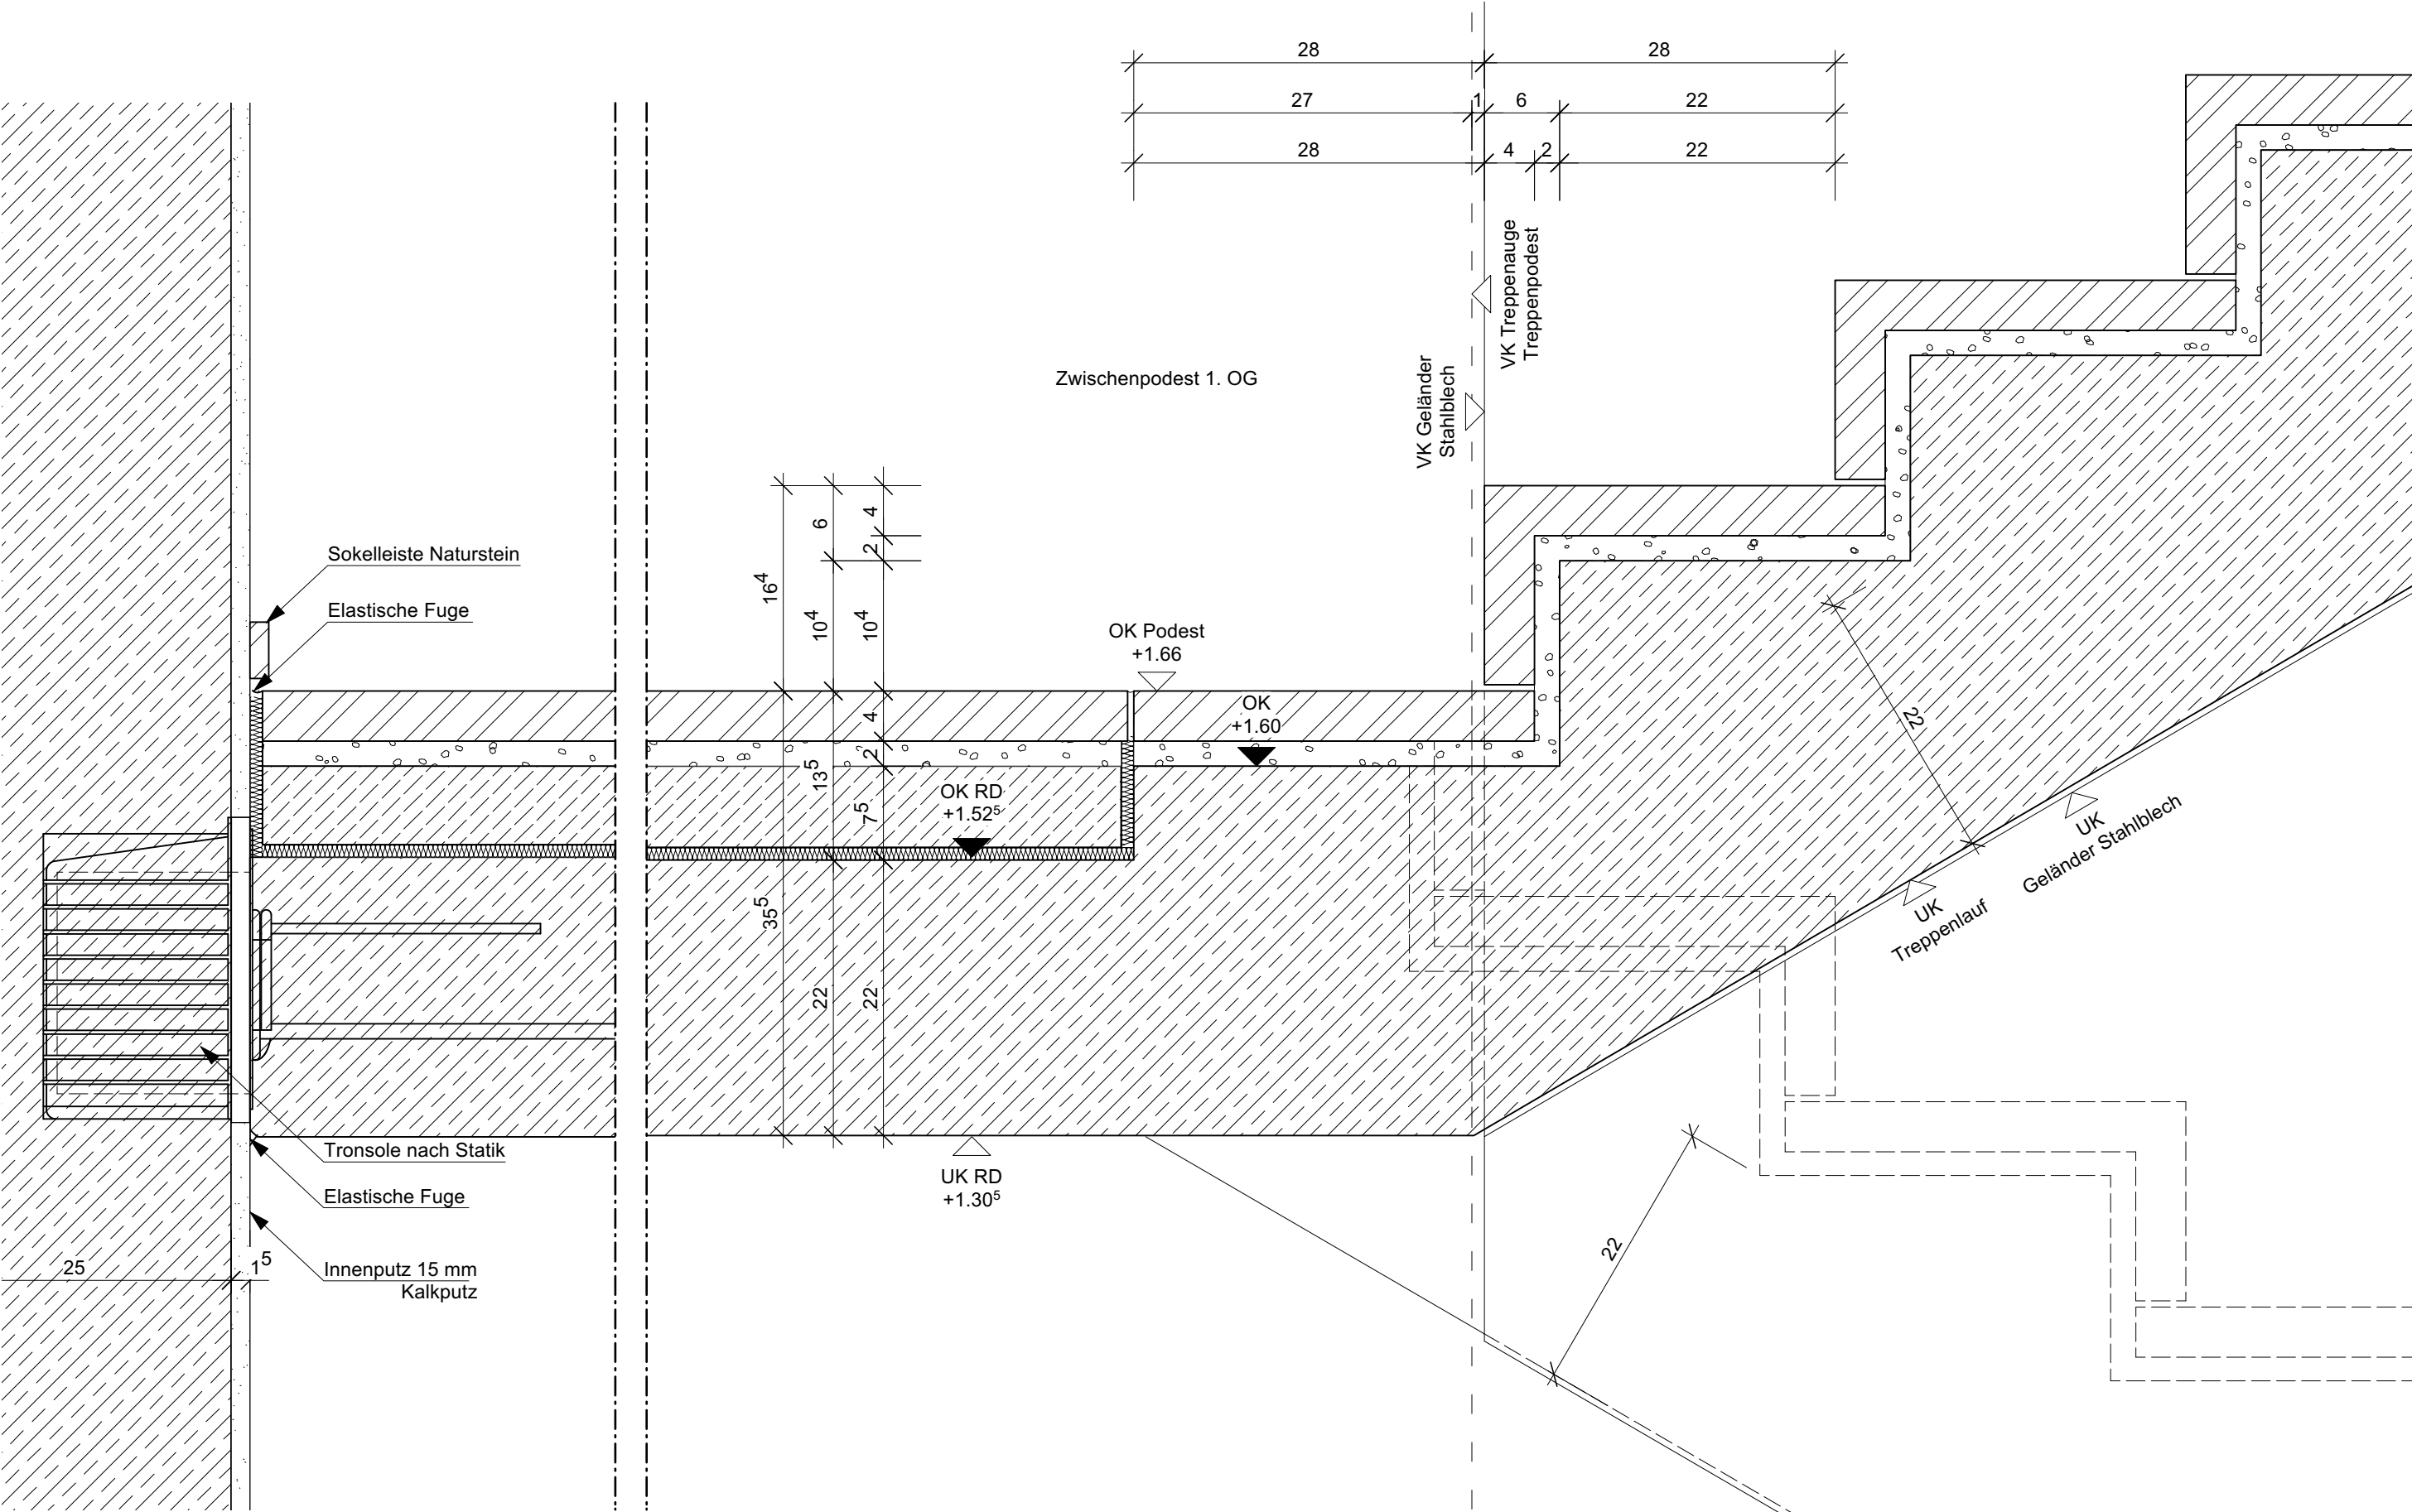 28
28
27
1
6
22
28
4
2
22
VK Treppenauge
Treppenpodest
VK Geländer
Stahlblech
Zwischenpodest 1. OG
6
4
2
16⁴
10⁴
10⁴
Sokelleiste Naturstein
Elastische Fuge
OK Podest
+1.66
OK
+1.60
4
2
13⁵
7⁵
OK RD
+1.52⁵
22
UK
Geländer Stahlblech
UK
Treppenlauf
35⁵
22
22
Tronsole nach Statik
Elastische Fuge
UK RD
+1.30⁵
22
25
1⁵
Innenputz 15 mm
Kalkputz